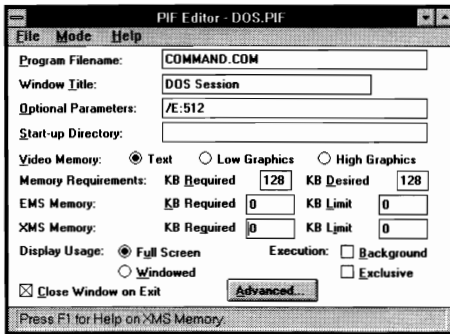 PIF Editor - DOS.PIF
File Mode Help
Program Filename: COMMAND.COM
Window Title: DOS Session
Optional Parameters: /E:512
Start-up Directory:
Video Memory: Text Low Graphics High Graphics
Memory Requirements: KB Required 128 KB Desired 128
EMS Memory: KB Required 0 KB Limit 0
XMS Memory: KB Required 0 KB Limit 0
Display Usage: Full Screen Execution: Background
Windowed Exclusive
Close Window on Exit Advanced...
Press F1 for Help on XMS Memory.